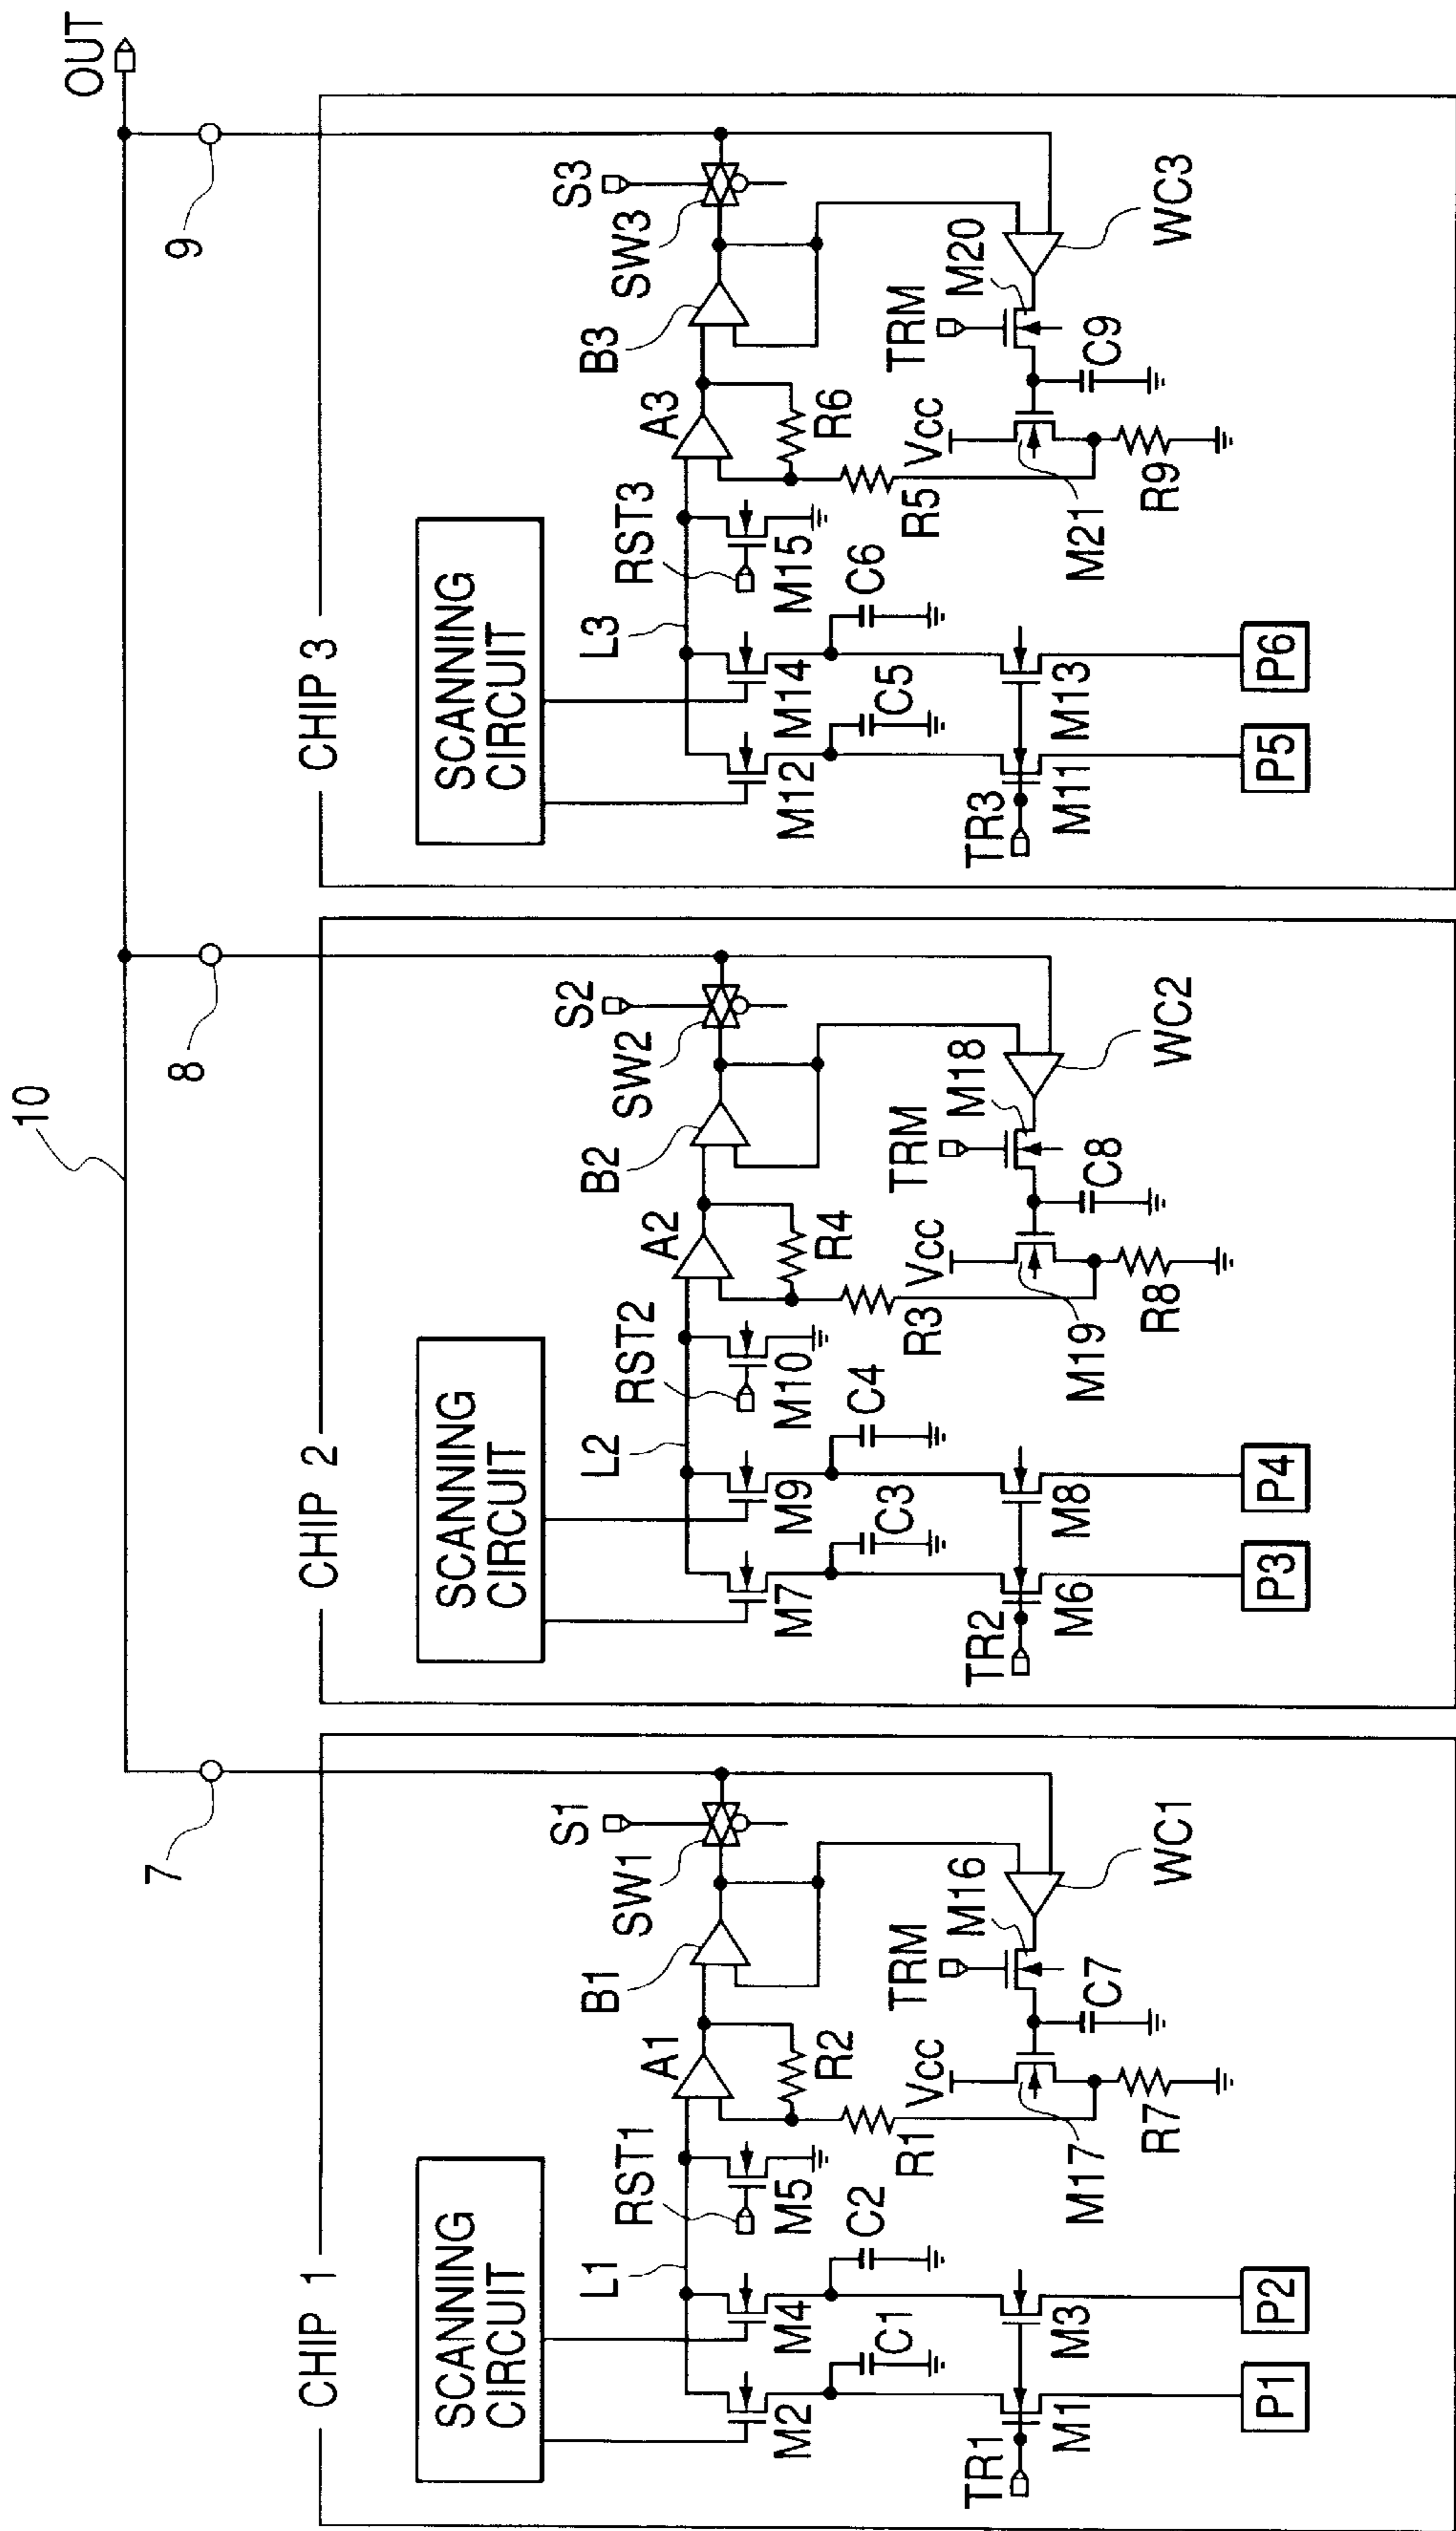 10
OUT
7
8
9
CHIP 1
SCANNING
CIRCUIT
L1
RST1
A1
B1
SW1
S1
M2
M4
M5
R2
C1
C2
R1
Vcc
TRM
M16
TR1
M1
M3
M17
R7
C7
WC1
P1
P2
CHIP 2
SCANNING
CIRCUIT
L2
RST2
A2
B2
SW2
S2
M7
M9
M10
R4
C3
C4
R3
Vcc
TRM
M18
TR2
M6
M8
M19
R8
C8
WC2
P3
P4
CHIP 3
SCANNING
CIRCUIT
L3
RST3
A3
B3
SW3
S3
M12
M14
M15
R6
C5
C6
R5
Vcc
TRM
M20
TR3
M11
M13
M21
R9
C9
WC3
P5
P6